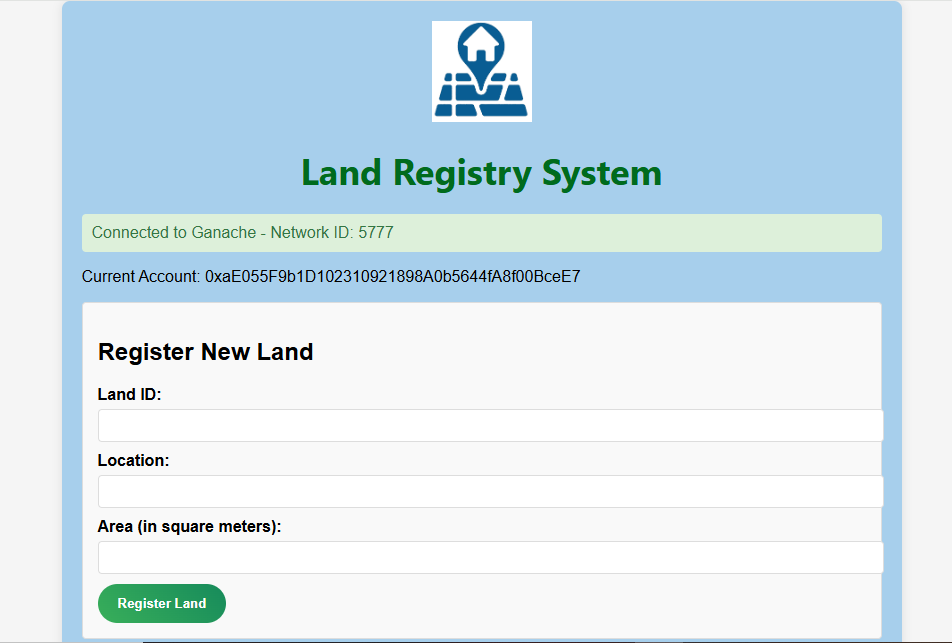 Land Registry System
Connected to Ganache - Network ID: 5777
Current Account: 0xaE055F9b1D102310921898A0b5644fA8f00BceE7
Register New Land
Land ID:
Location:
Area (in square meters):
Register Land